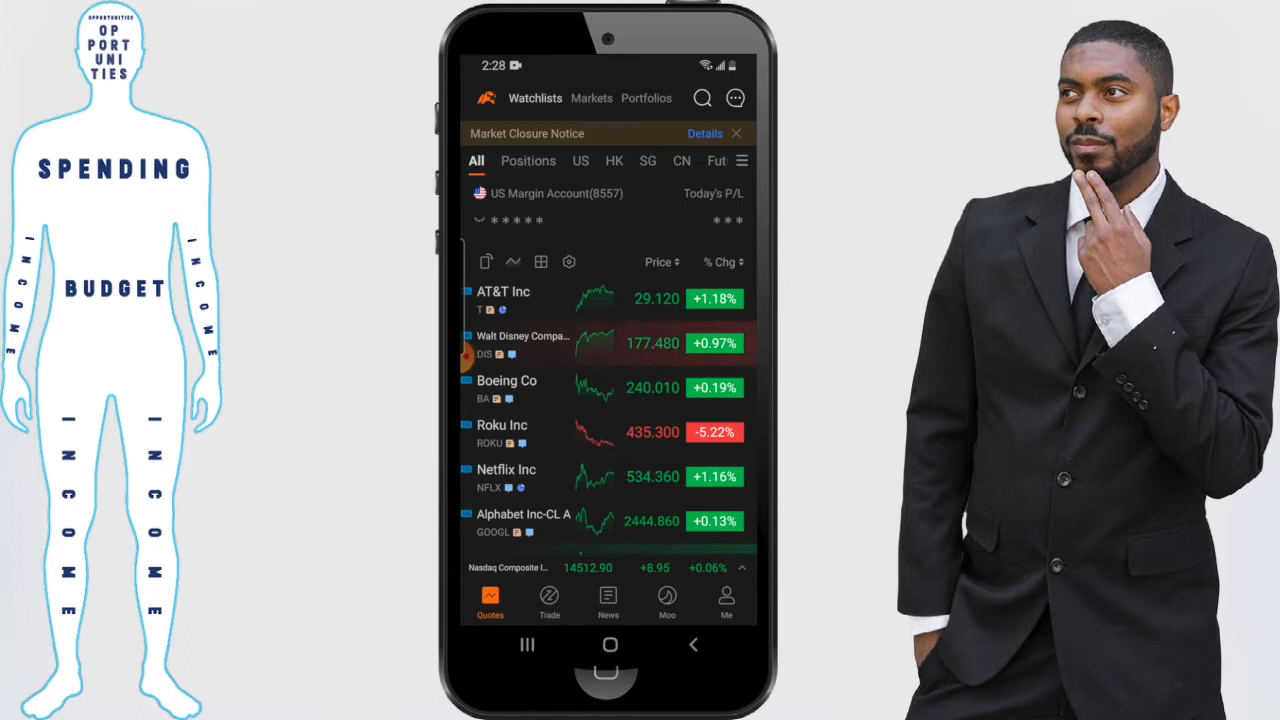 OPPORTUNITIES
OP
PORT
UNI
TIES
SPENDING
BUDGET
INCOME
INCOME
INCOME
INCOME
2:28
Watchlists Markets Portfolios
Market Closure Notice Details
All Positions US HK SG CN Fut
US Margin Account(8557) Today's P/L
***** ***
Price % Chg
AT&T Inc 29.120 +1.18%
T
Walt Disney Compa... 177.480 +0.97%
DIS
Boeing Co 240.010 +0.19%
BA
Roku Inc 435.300 -5.22%
ROKU
Netflix Inc 534.360 +1.16%
NFLX
Alphabet Inc-CL A 2444.860 +0.13%
GOOGL
Nasdaq Composite I... 14512.90 +8.95 +0.06%
Quotes Trade News Moo Me